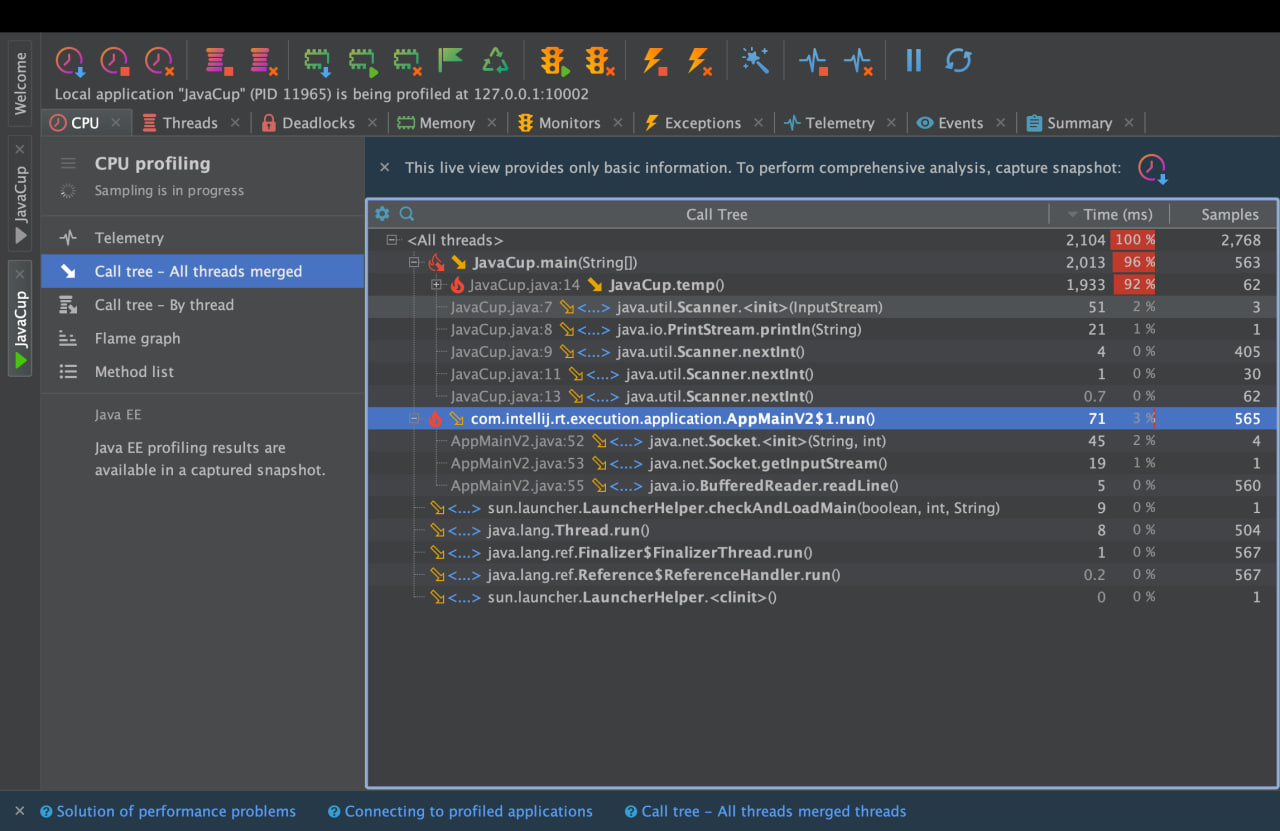 Local application "JavaCup" (PID 11965) is being profiled at 127.0.0.1:10002
Welcome
JavaCup
JavaCup
CPU Threads Deadlocks Memory Monitors Exceptions Telemetry Events Summary
CPU profiling
Sampling is in progress
Telemetry
Call tree – All threads merged
Call tree – By thread
Flame graph
Method list
Java EE
Java EE profiling results are
available in a captured snapshot.
This live view provides only basic information. To perform comprehensive analysis, capture snapshot:
Call Tree Time (ms) Samples
<All threads> 2,104 100 % 2,768
JavaCup.main(String[]) 2,013 96 % 563
JavaCup.java:14 JavaCup.temp() 1,933 92 % 62
JavaCup.java:7 <...> java.util.Scanner.<init>(InputStream) 51 2 % 3
JavaCup.java:8 <...> java.io.PrintStream.println(String) 21 1 % 1
JavaCup.java:9 <...> java.util.Scanner.nextInt() 4 0 % 405
JavaCup.java:11 <...> java.util.Scanner.nextInt() 1 0 % 30
JavaCup.java:13 <...> java.util.Scanner.nextInt() 0.7 0 % 62
com.intellij.rt.execution.application.AppMainV2$1.run() 71 3 % 565
AppMainV2.java:52 <...> java.net.Socket.<init>(String, int) 45 2 % 4
AppMainV2.java:53 <...> java.net.Socket.getInputStream() 19 1 % 1
AppMainV2.java:55 <...> java.io.BufferedReader.readLine() 5 0 % 560
<...> sun.launcher.LauncherHelper.checkAndLoadMain(boolean, int, String) 9 0 % 1
<...> java.lang.Thread.run() 8 0 % 504
<...> java.lang.ref.Finalizer$FinalizerThread.run() 1 0 % 567
<...> java.lang.ref.Reference$ReferenceHandler.run() 0.2 0 % 567
<...> sun.launcher.LauncherHelper.<clinit>() 0 0 % 1
Solution of performance problems Connecting to profiled applications Call tree – All threads merged threads